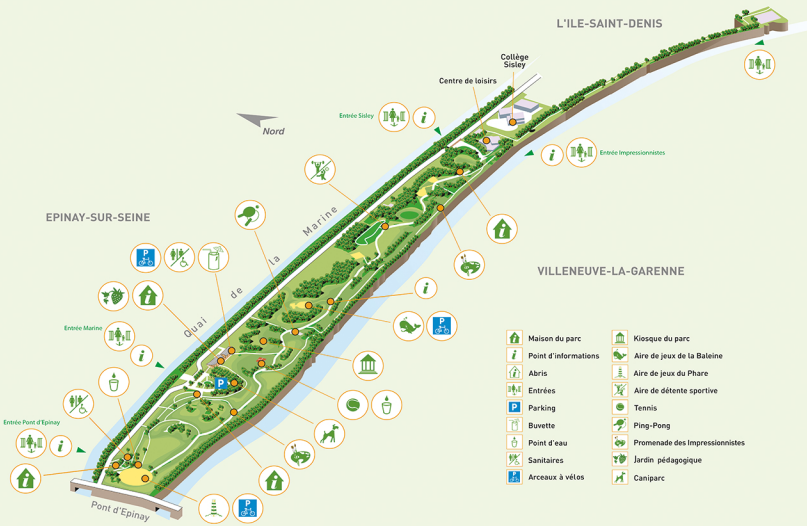 L'ILE-SAINT-DENIS
Collège
Sisley
Centre de loisirs
Entrée Sisley
i
Nord
i
Entrée Impressionnistes
EPINAY-SUR-SEINE
Quai de la Marine
P
VILLENEUVE-LA-GARENNE
i
i
P
Entrée Marine
i
P
Entrée Pont d'Epinay
i
Pont d'Epinay
P
Maison du parc
i Point d'informations
Abris
Entrées
P Parking
Buvette
Point d'eau
Sanitaires
P Arceaux à vélos
Kiosque du parc
Aire de jeux de la Baleine
Aire de jeux du Phare
Aire de détente sportive
Tennis
Ping-Pong
Promenade des Impressionnistes
Jardin pédagogique
Caniparc